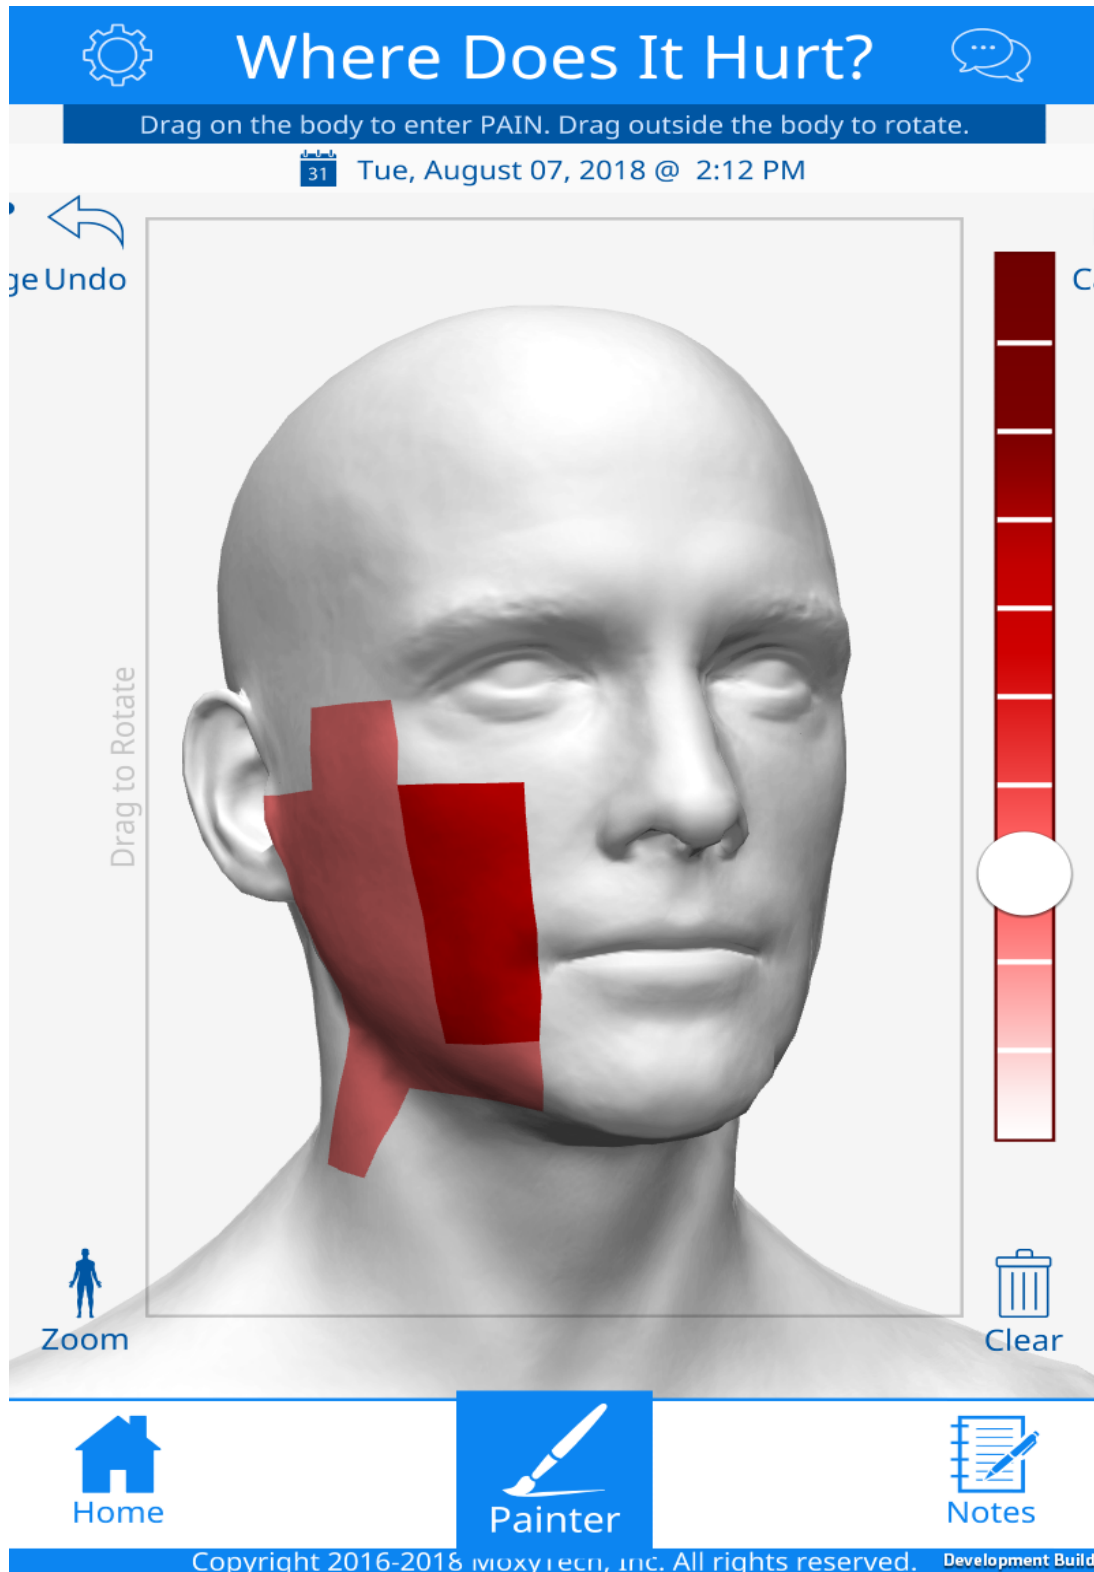 Where Does It Hurt?
Drag on the body to enter PAIN. Drag outside the body to rotate.
31 Tue, August 07, 2018 @ 2:12 PM
ge Undo
Drag to Rotate
Zoom
Clear
Home
Painter
Notes
Copyright 2016-2018 MoxyTech, Inc. All rights reserved.
Development Build